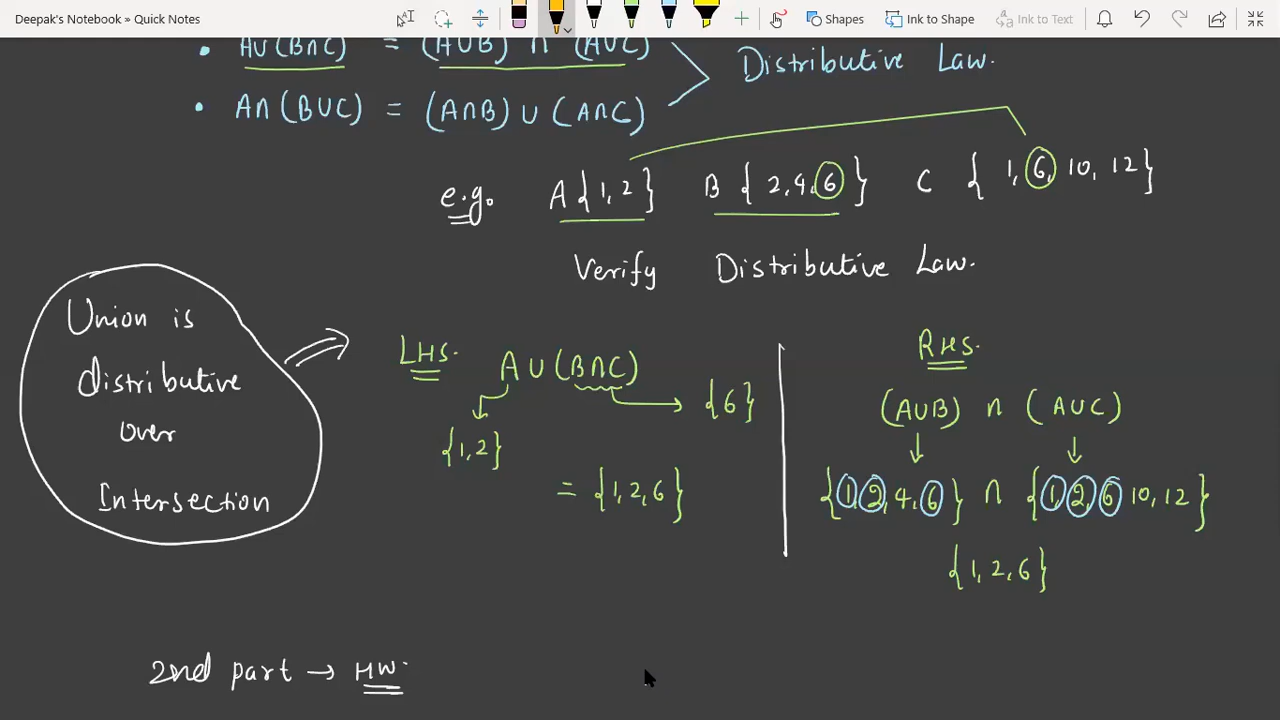 Deepak's Notebook » Quick Notes
Shapes Ink to Shape Ink to Text
• A∪(B∩C) = (A∪B) ∩ (A∪C)
Distributive Law.
• A∩(B∪C) = (A∩B) ∪ (A∩C)
e.g. A{1,2} B{2,4,6} C{1,6,10,12}
Verify Distributive Law.
Union is
distributive
over
Intersection
LHS. A∪(B∩C)
{6}
{1,2}
= {1,2,6}
RHS.
(A∪B) ∩ (A∪C)
{1,2,4,6} ∩ {1,2,6 10,12}
{1,2,6}
2nd part → HW.